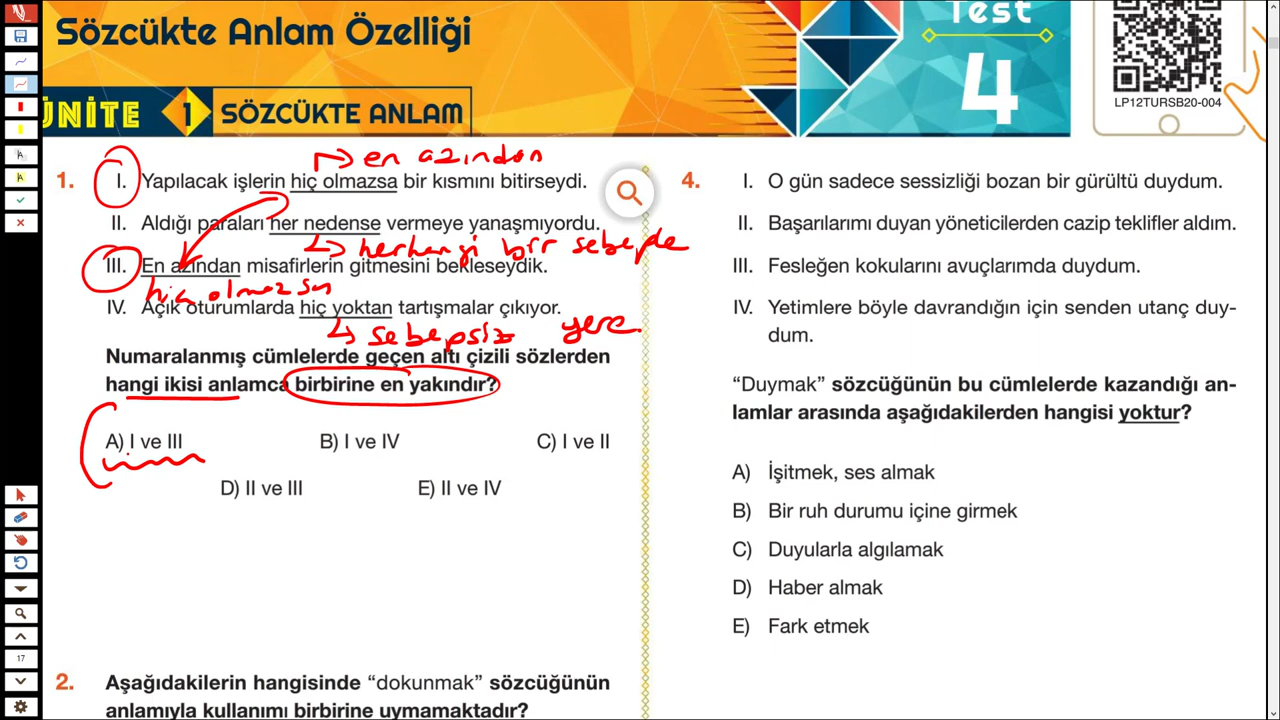 Sözcükte Anlam Özelliği
Test
4
ÜNİTE 1 SÖZCÜKTE ANLAM
LP12TURSB20-004
en azından
1. I. Yapılacak işlerin hiç olmazsa bir kısmını bitirseydi.
II. Aldığı paraları her nedense vermeye yanaşmıyordu.
herhangi bir sebepde
III. En azından misafirlerin gitmesini bekleseydik.
hiç olmazsa
IV. Açık oturumlarda hiç yoktan tartışmalar çıkıyor.
sebepsiz yere
Numaralanmış cümlelerde geçen altı çizili sözlerden
hangi ikisi anlamca birbirine en yakındır?
A) I ve III B) I ve IV C) I ve II
D) II ve III E) II ve IV
2. Aşağıdakilerin hangisinde “dokunmak” sözcüğünün
anlamıyla kullanımı birbirine uymamaktadır?
4. I. O gün sadece sessizliği bozan bir gürültü duydum.
II. Başarılarımı duyan yöneticilerden cazip teklifler aldım.
III. Fesleğen kokularını avuçlarımda duydum.
IV. Yetimlere böyle davrandığın için senden utanç duy-
dum.
“Duymak” sözcüğünün bu cümlelerde kazandığı an-
lamlar arasında aşağıdakilerden hangisi yoktur?
A) İşitmek, ses almak
B) Bir ruh durumu içine girmek
C) Duyularla algılamak
D) Haber almak
E) Fark etmek
17